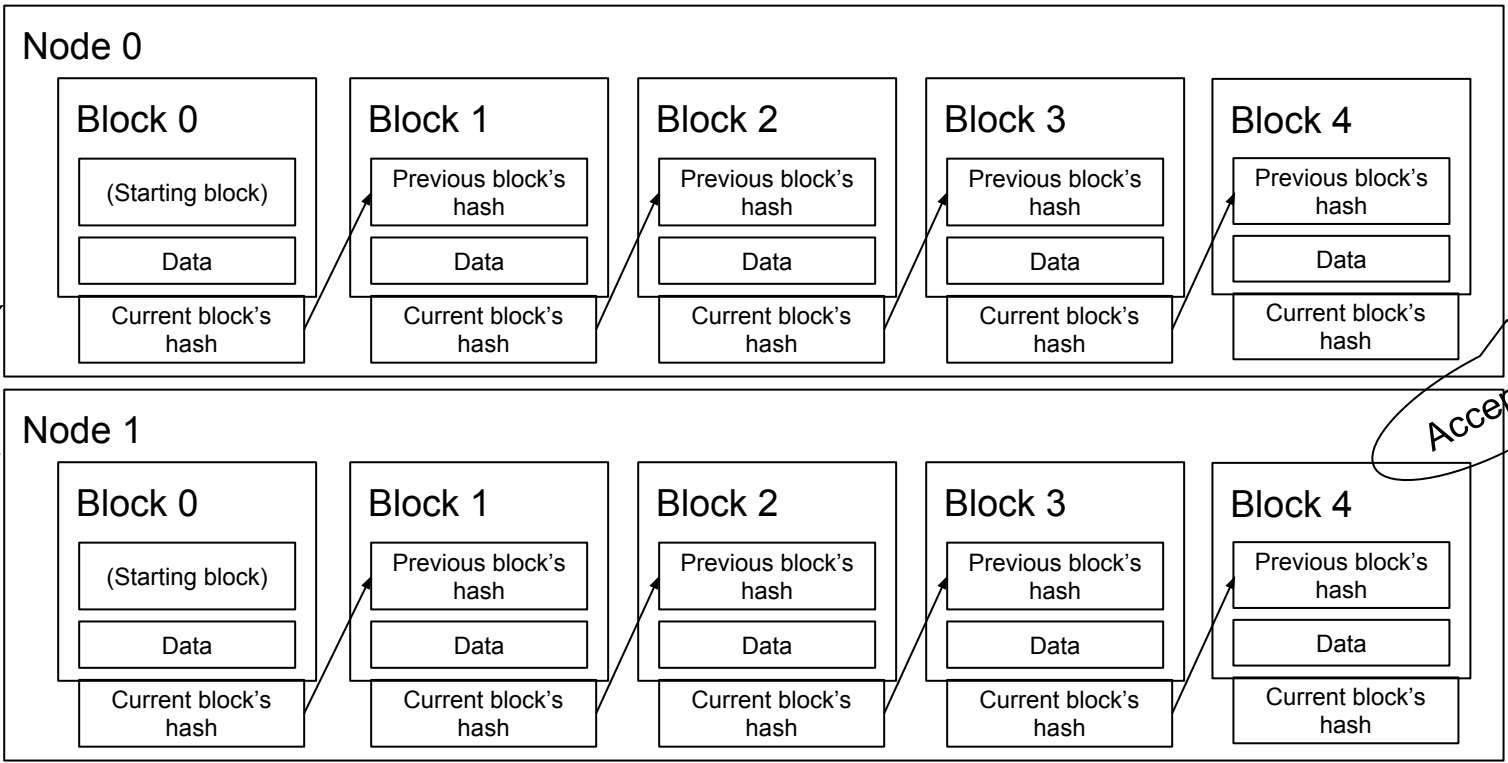 Node 0
Block 0
Block 1
Block 2
Block 3
Block 4
(Starting block)
Previous block’s
hash
Previous block’s
hash
Previous block’s
hash
Previous block’s
hash
Data
Data
Data
Data
Data
Current block’s
hash
Current block’s
hash
Current block’s
hash
Current block’s
hash
Current block’s
hash
Node 1
Block 0
Block 1
Block 2
Block 3
Block 4
(Starting block)
Previous block’s
hash
Previous block’s
hash
Previous block’s
hash
Previous block’s
hash
Data
Data
Data
Data
Data
Current block’s
hash
Current block’s
hash
Current block’s
hash
Current block’s
hash
Current block’s
hash